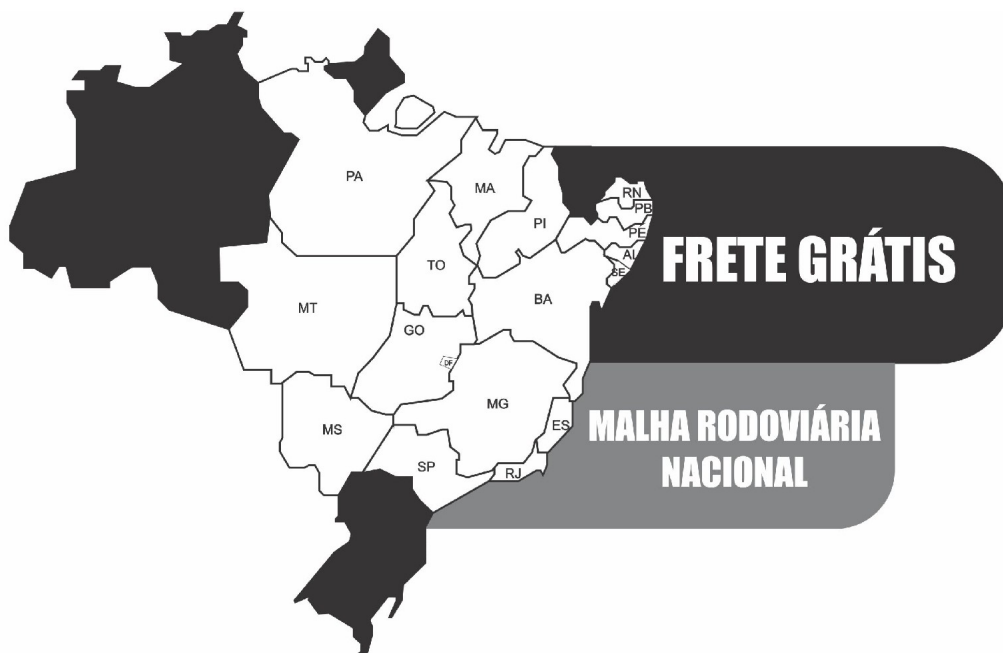 PA
MA
RN
PB
PI
PE
AL
SE
TO
BA
MT
GO
DF
MG
MS
ES
SP
RJ
FRETE GRÁTIS
MALHA RODOVIÁRIA
NACIONAL